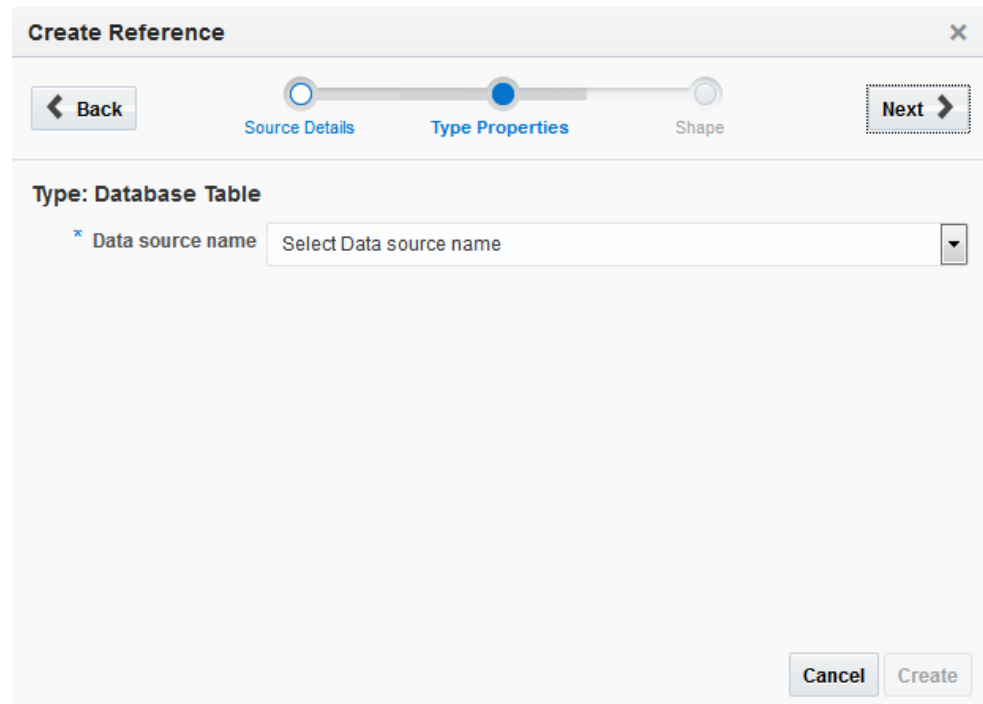 Create Reference
Back
Next
Source Details
Type Properties
Shape
Type: Database Table
* Data source name
Select Data source name
Cancel
Create